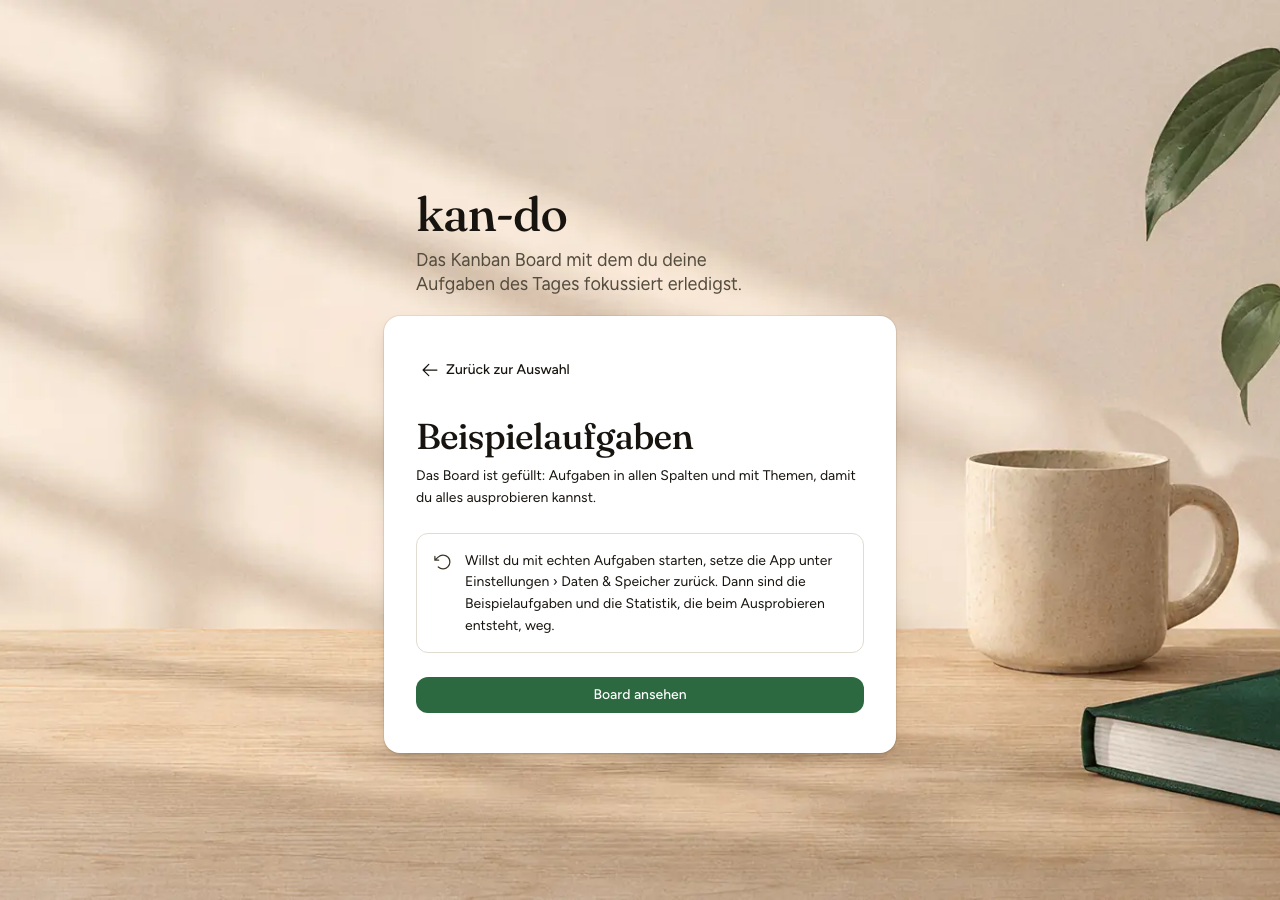 kan-do
Das Kanban Board mit dem du deine
Aufgaben des Tages fokussiert erledigst.
Zurück zur Auswahl
Beispielaufgaben
Das Board ist gefüllt: Aufgaben in allen Spalten und mit Themen, damit
du alles ausprobieren kannst.
Willst du mit echten Aufgaben starten, setze die App unter
Einstellungen › Daten & Speicher zurück. Dann sind die
Beispielaufgaben und die Statistik, die beim Ausprobieren
entsteht, weg.
Board ansehen